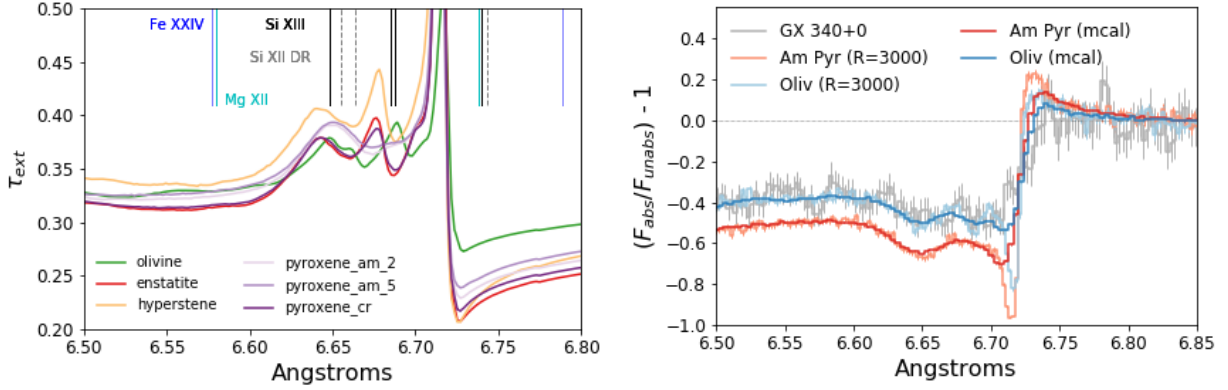 0.50
0.45
0.40
0.35
0.30
0.25
0.20
τext
Fe XXIV
Si XIII
Si XII DR
Mg XII
olivine
enstatite
hyperstene
pyroxene_am_2
pyroxene_am_5
pyroxene_cr
6.50 6.55 6.60 6.65 6.70 6.75 6.80
Angstroms
0.4
0.2
0.0
−0.2
−0.4
−0.6
−0.8
−1.0
(Fabs/Funabs) - 1
GX 340+0
Am Pyr (R=3000)
Oliv (R=3000)
Am Pyr (mcal)
Oliv (mcal)
6.50 6.55 6.60 6.65 6.70 6.75 6.80 6.85
Angstroms